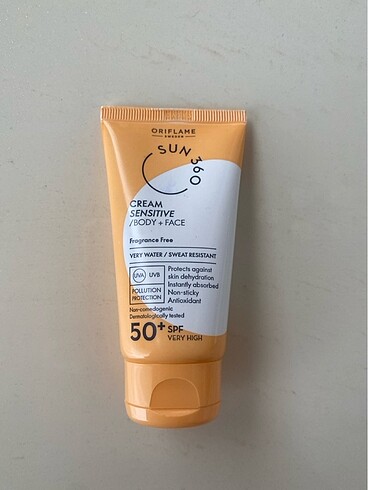 ORIFLAME
SWEDEN
SUN 360
CREAM
SENSITIVE
/BODY + FACE
Fragrance Free
VERY WATER / SWEAT RESISTANT
UVA UVB
POLLUTION
PROTECTION
Protects against
skin dehydration
Instantly absorbed
Non-sticky
Antioxidant
Non-comedogenic
Dermatologically tested
50+ SPF
VERY HIGH